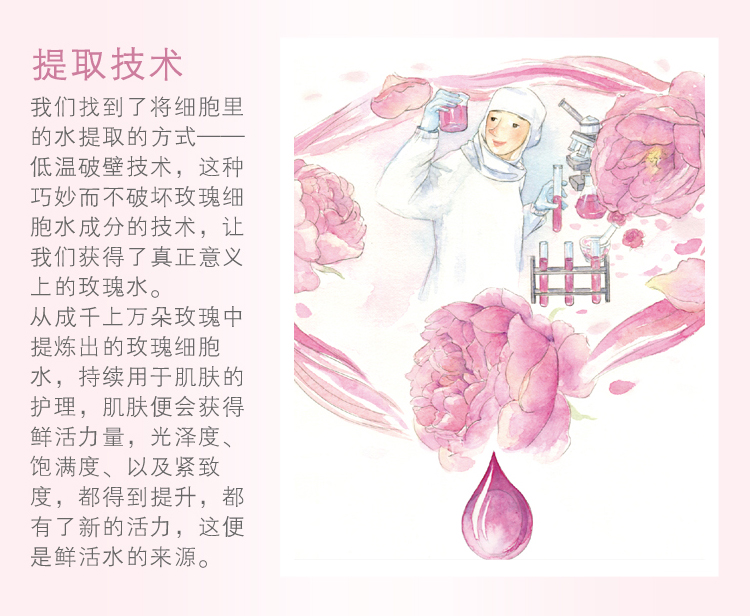 提取技术
我们找到了将细胞里
的水提取的方式——
低温破壁技术，这种
巧妙而不破坏玫瑰细
胞水成分的技术，让
我们获得了真正意义
上的玫瑰水。
从成千上万朵玫瑰中
提炼出的玫瑰细胞
水，持续用于肌肤的
护理，肌肤便会获得
鲜活力量，光泽度、
饱满度、以及紧致
度，都得到提升，都
有了新的活力，这便
是鲜活水的来源。